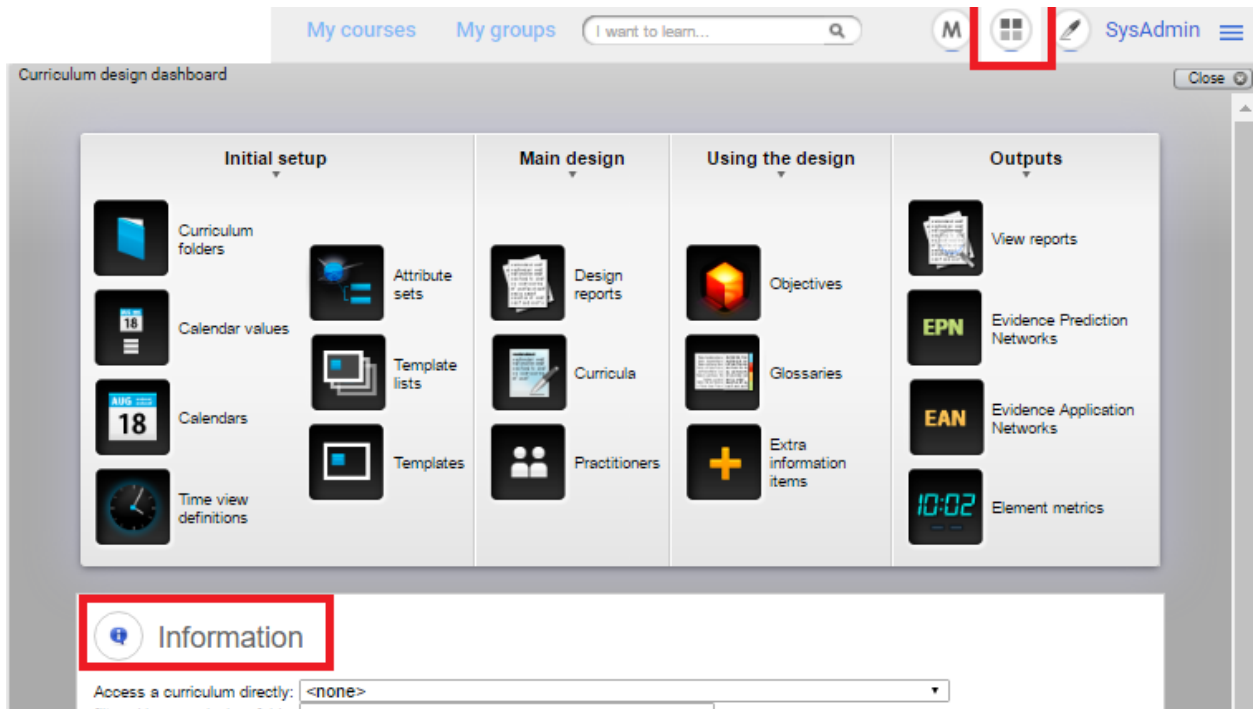 My courses My groups I want to learn... M SysAdmin
Curriculum design dashboard Close
Initial setup
Curriculum
folders
Calendar values
AUG
18
Calendars
Time view
definitions
Attribute
sets
Template
lists
Templates
Main design
Design
reports
Curricula
Practitioners
Using the design
Objectives
Glossaries
Extra
information
items
Outputs
View reports
EPN
Evidence Prediction
Networks
EAN
Evidence Application
Networks
10:02
Element metrics
Information
Access a curriculum directly: <none>